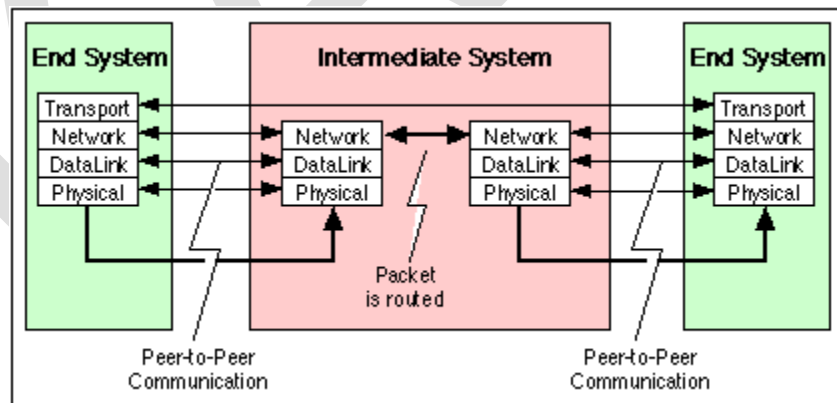 End System
Intermediate System
End System
Transport
Network
DataLink
Physical
Network
DataLink
Physical
Network
DataLink
Physical
Transport
Network
DataLink
Physical
Packet
is routed
Peer-to-Peer
Communication
Peer-to-Peer
Communication